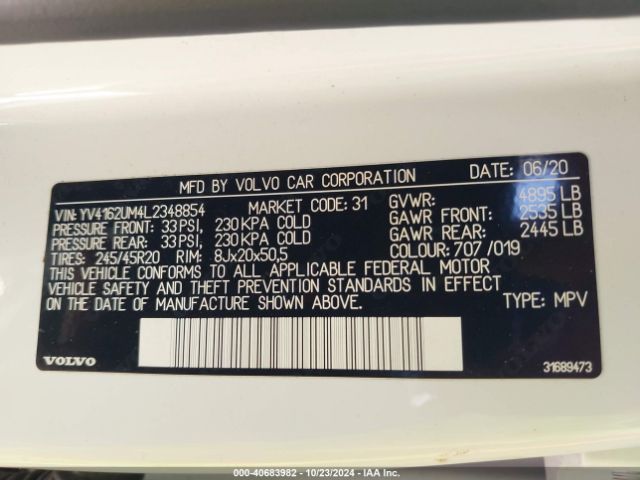 MFD BY VOLVO CAR CORPORATION DATE: 06/20
VIN: YV4162UM4L2348854 MARKET CODE: 31 GVWR: 4895 LB
PRESSURE FRONT: 33 PSI, 230 KPA COLD GAWR FRONT: 2535 LB
PRESSURE REAR: 33 PSI, 230 KPA COLD GAWR REAR: 2445 LB
TIRES: 245/45R20 RIM: 8Jx20x50,5 COLOUR: 707 /019
THIS VEHICLE CONFORMS TO ALL APPLICABLE FEDERAL MOTOR
VEHICLE SAFETY AND THEFT PREVENTION STANDARDS IN EFFECT
ON THE DATE OF MANUFACTURE SHOWN ABOVE. TYPE: MPV
VOLVO 31689473
000-40683982 - 10/23/2024 - IAAI.COM